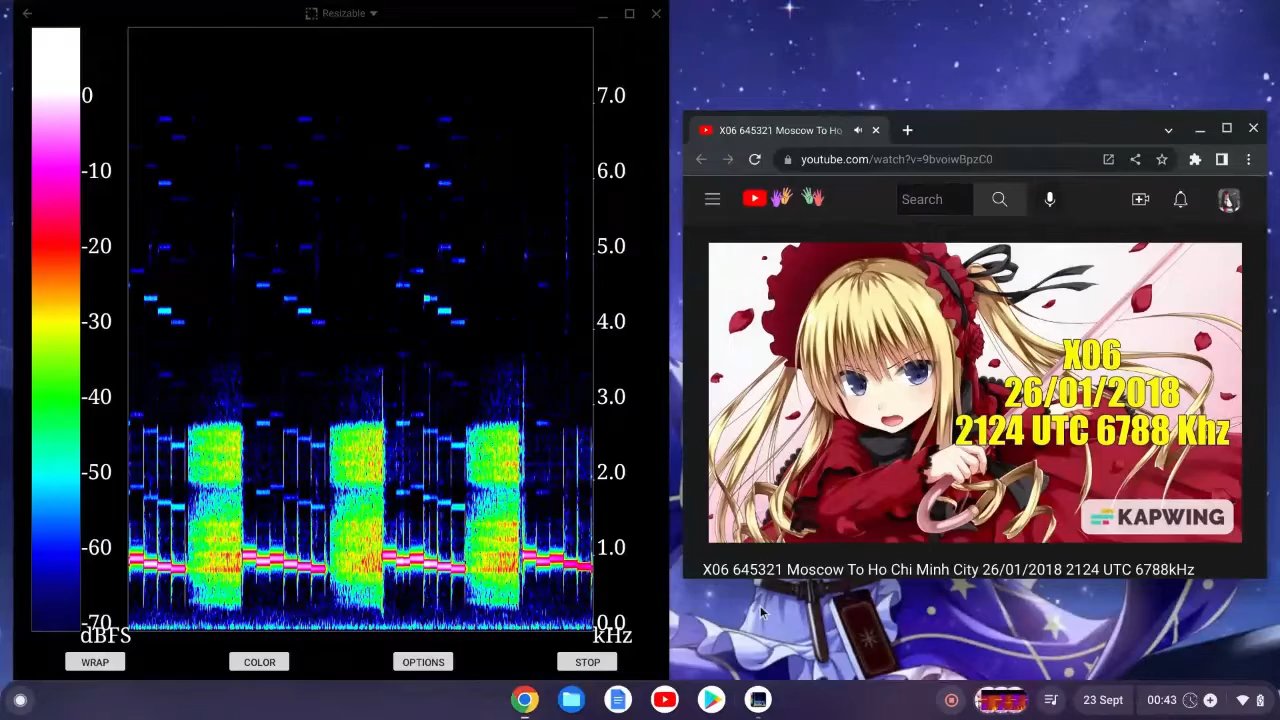 Resizable
0
-10
-20
-30
-40
-50
-60
-70
dBFS
7.0
6.0
5.0
4.0
3.0
2.0
1.0
0.0
kHz
WRAP
COLOR
OPTIONS
STOP
X06 645321 Moscow To Ho
youtube.com/watch?v=9bvoiwBpzC0
Search
X06
26/01/2018
2124 UTC 6788 Khz
KAPWING
X06 645321 Moscow To Ho Chi Minh City 26/01/2018 2124 UTC 6788kHz
23 Sept
00:43